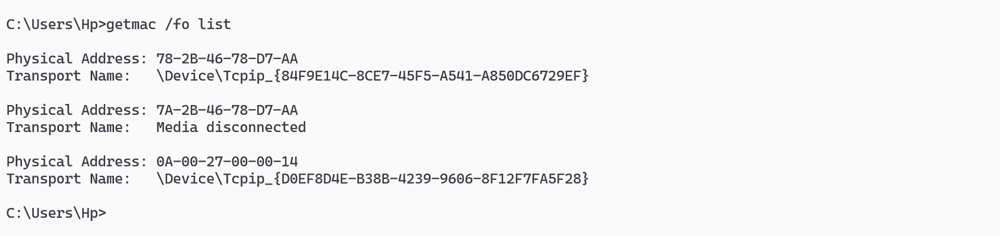 C:\Users\Hp>getmac /fo list
Physical Address: 78-2B-46-78-D7-AA
Transport Name:   \Device\Tcpip_{84F9E14C-8CE7-45F5-A541-A850DC6729EF}
Physical Address: 7A-2B-46-78-D7-AA
Transport Name:   Media disconnected
Physical Address: 0A-00-27-00-00-14
Transport Name:   \Device\Tcpip_{D0EF8D4E-B38B-4239-9606-8F12F7FA5F28}
C:\Users\Hp>